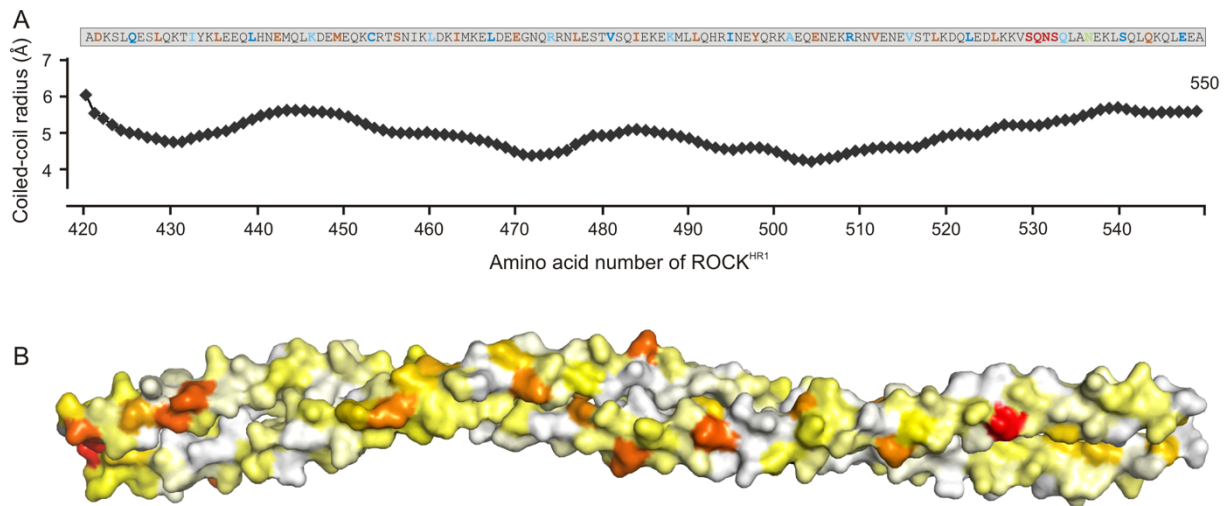 A
ADKSLQESLQKTIYKLEEQLHNEMQLKDEMEQKCRTSNIKLDKIMKELDEEGNQRRNLESTVSQIEKEKMLLQHRINEYQRKAEQENEKRRNVENEVSTLKDQLEDLKKVSQNSQLANEKLSQLQKQLEEA
Coiled-coil radius (Å)
7
6
5
4
550
420 430 440 450 460 470 480 490 500 510 520 530 540
Amino acid number of ROCKᴴᴿ¹
B